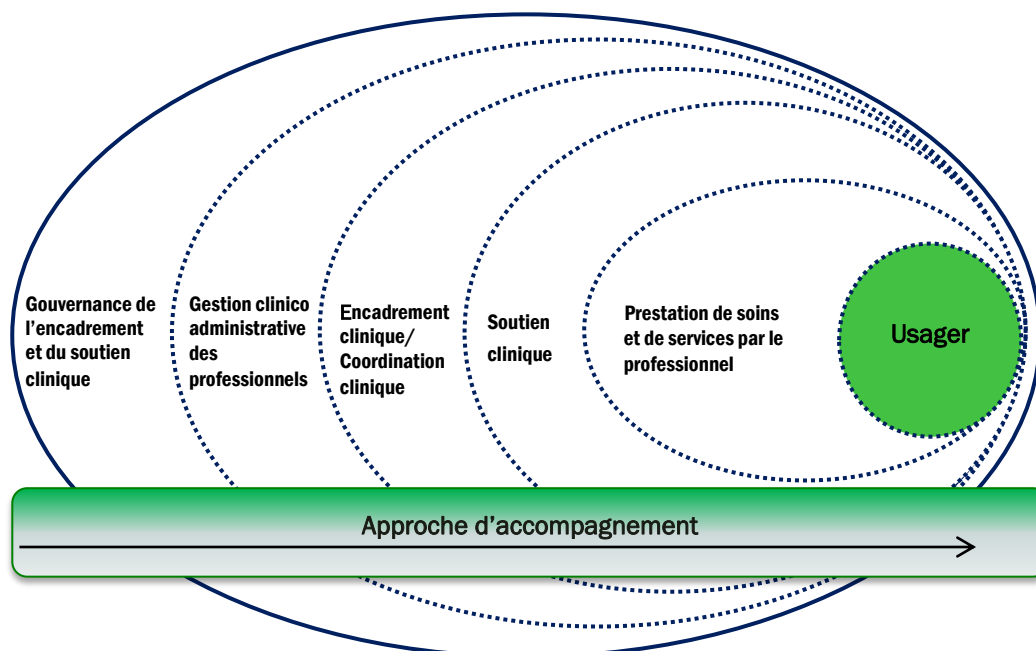 Gouvernance de
l'encadrement
et du soutien
clinique
Gestion clinico
administrative
des
professionnels
Encadrement
clinique/
Coordination
clinique
Soutien
clinique
Prestation de soins
et de services par le
professionnel
Usager
Approche d'accompagnement